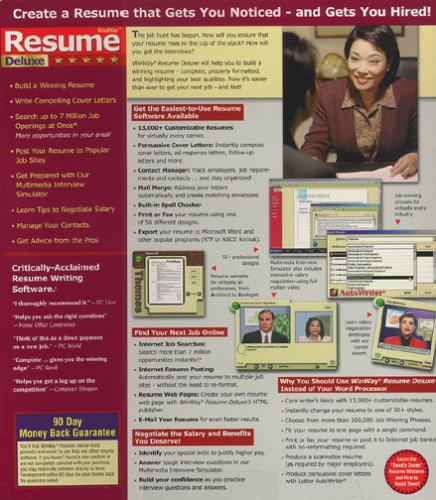 Create a Resume that Gets You Noticed - and Gets You Hired!
WinWay®
Resume
Deluxe
• Build a Winning Resume
• Write Compelling Cover Letters
• Search up to 7 Million Job
Openings at Once*
More opportunities in your area!
• Post Your Resume to Popular
Job Sites
• Get Prepared with Our
Multimedia Interview
Simulator
• Learn Tips to Negotiate Salary
• Manage Your Contacts
• Get Advice from the Pros
Critically-Acclaimed
Resume Writing
Software.
"I thoroughly recommend it." – PC User
"Helps you ask the right questions"
– Home Office Computing
"Think of this as a down payment
on a new job." – PC World
"Complete ... gives you the winning
edge" – PC Week
"Helps you get a leg up on the
competition" – Computer Shopper
90 Day
Money Back Guarantee
You'll find WinWay Resume Deluxe more
powerful and easier to use than any other resume
software. If you haven't found a new position or
are not completely satisfied with your purchase,
you may return the software directly to Nova
Development within 90 days for your money back.
No questions asked!
The job hunt has begun. How will you ensure that
your resume rises to the top of the stack? How will
you get the interviews?
WinWay® Resume Deluxe will help you to build a
winning resume - complete, properly formatted,
and highlighting your best qualities. Now it's easier
than ever to get your next job - and fast!
Get the Easiest-to-Use Resume
Software Available
• 13,000+ Customizable Resumes
for virtually every career.
• Persuasive Cover Letters: Instantly compose
cover letters, ad response letters, follow-up
letters and more.
• Contact Manager: Track employers, job require-
ments and contacts ... and stay organized!
• Mail Merge: Address your letters
automatically and create matching envelopes
• Built-in Spell Checker.
• Print or Fax your resume using one
of 50 different designs.
• Export your resume to Microsoft Word and
other popular programs (RTF or ASCII format).
50+ professional
designs
Resume samples
for virtually all
professions, from
Architect to Zoologist
Thomas
Find Your Next Job Online
• Internet Job Searches:
Search more than 7 million
opportunities instantly!*
• Internet Resume Posting:
Automatically post your resume to multiple job
sites - without the need to re-format.
• Resume Web Pages: Create your own resume
web page with WinWay® Resume Deluxe's HTML
publisher.
• E-Mail Your Resume for even faster results.
Negotiate the Salary and Benefits
You Deserve!
• Identify your special skills to justify higher pay.
• Answer tough interview questions in our
Multimedia Interview Simulator.
• Build your confidence as you practice
interview questions and answers.
Job winning
phrases for
virtually every
industry
Multimedia Interview
Simulator also includes
interactive salary
negotiation using full-
motion video
AutoWriter
Learn salary
negotiation
strategies
with our
career
expert.
Why You Should Use WinWay® Resume Deluxe
Instead of Your Word Processor
• Cure writer's block with 13,000+ customizable resumes.
• Instantly change your resume to one of 50+ styles.
• Choose from more than 100,000 Job-Winning Phrases.
• Fit your resume to one page with a single command.
• Print or fax your resume or post it to Internet job banks
with no-reformatting required.
• Produce a scannable resume
(as required by major employers).
• Produce persuasive cover letters
with Letter AutoWriter®
Learn the
"Deadly Dozen"
Resume Mistakes
and How to
Avoid Them!